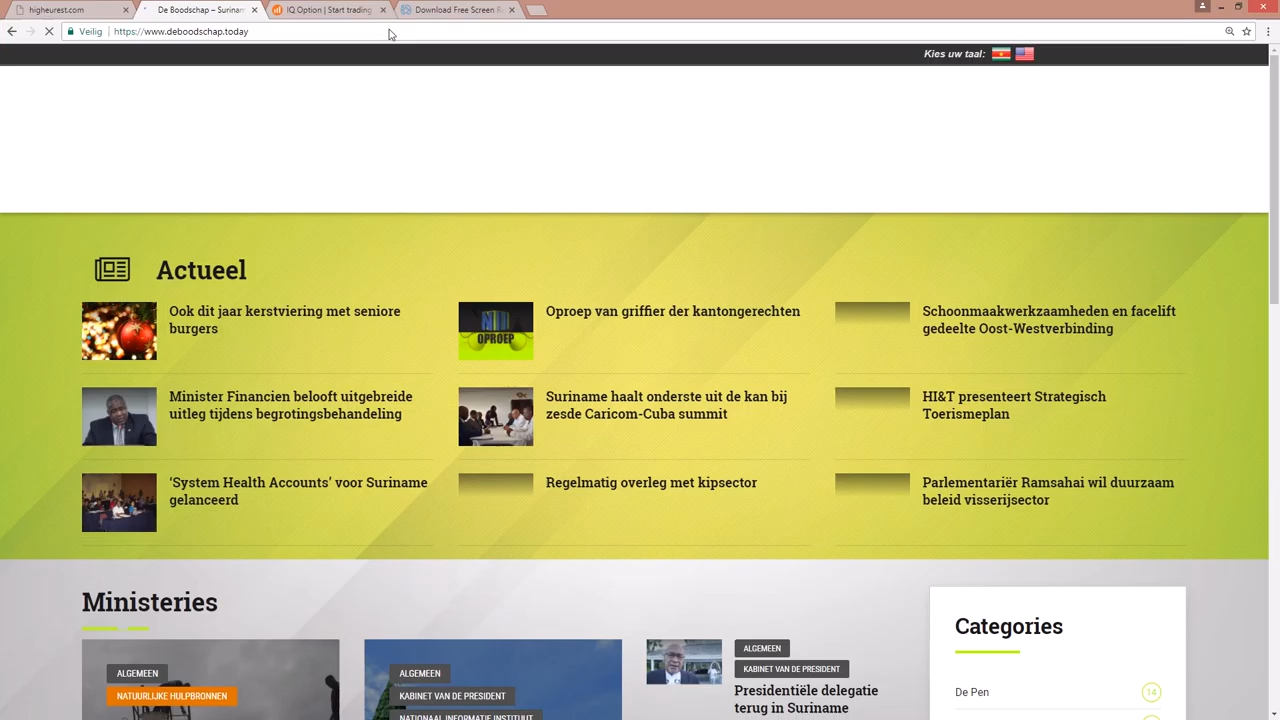 higheurest.com
De Boodschap – Surinam
IQ Option | Start trading
Download Free Screen R
Veilig
https://www.deboodschap.today
Kies uw taal:
Actueel
Ook dit jaar kerstviering met seniore
burgers
Oproep van griffier der kantongerechten
OPROEP
Schoonmaakwerkzaamheden en facelift
gedeelte Oost-Westverbinding
Minister Financien belooft uitgebreide
uitleg tijdens begrotingsbehandeling
Suriname haalt onderste uit de kan bij
zesde Caricom-Cuba summit
HI&T presenteert Strategisch
Toerismeplan
‘System Health Accounts’ voor Suriname
gelanceerd
Regelmatig overleg met kipsector
Parlementariër Ramsahai wil duurzaam
beleid visserijsector
Ministeries
ALGEMEEN
NATUURLIJKE HULPBRONNEN
ALGEMEEN
KABINET VAN DE PRESIDENT
NATIONAAL INFORMATIE INSTITUUT
ALGEMEEN
KABINET VAN DE PRESIDENT
Presidentiële delegatie
terug in Suriname
Categories
De Pen
14